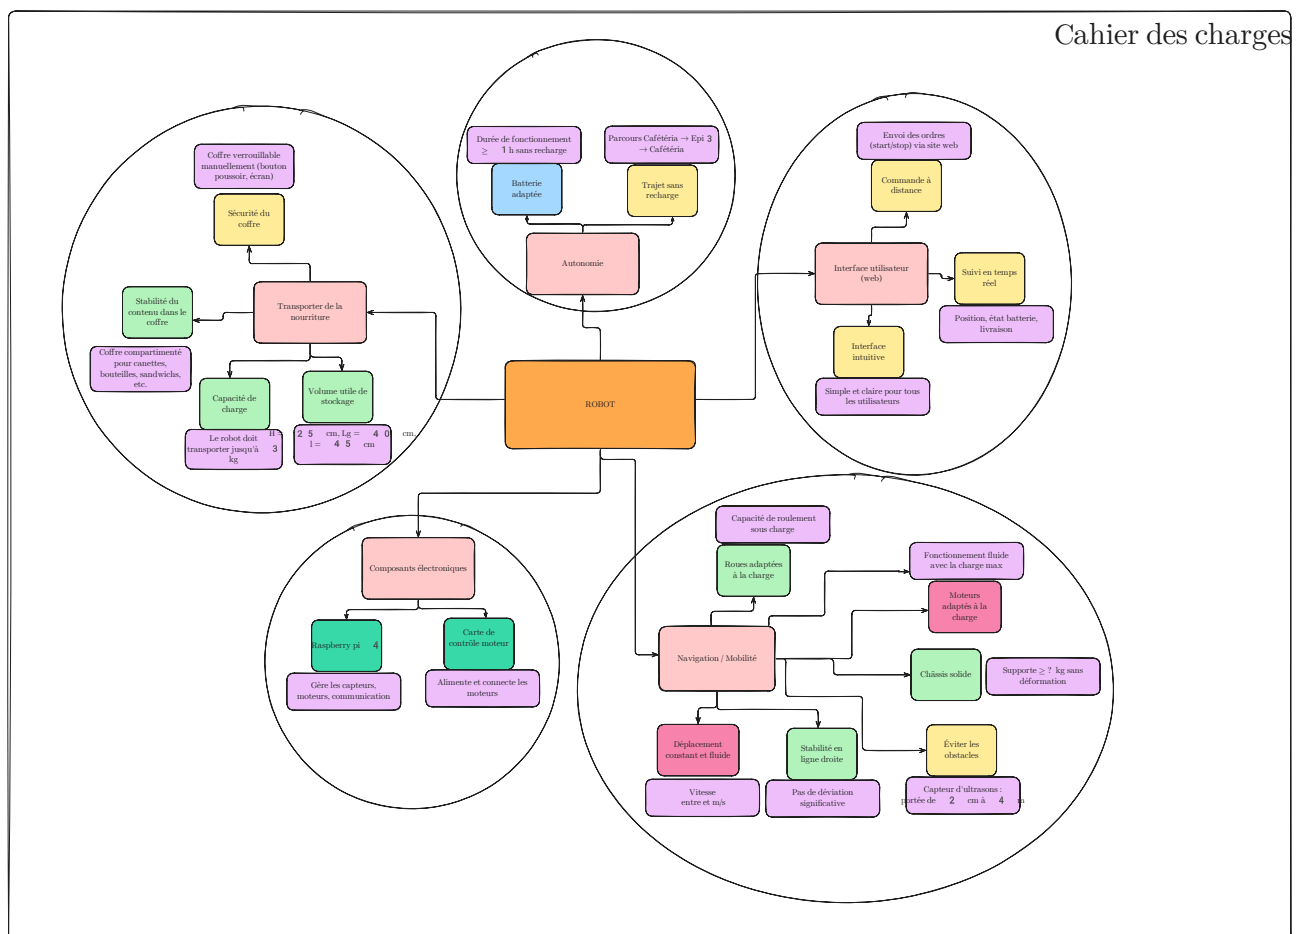 Cahier des charges
Durée de fonctionnement
≥ 1 h sans recharge
Parcours Cafétéria → Epi 3
→ Cafétéria
Batterie
adaptée
Trajet sans
recharge
Autonomie
Envoi des ordres
(start/stop) via site web
Commande à
distance
Interface utilisateur
(web)
Suivi en temps
réel
Position, état batterie,
livraison
Interface
intuitive
Simple et claire pour tous
les utilisateurs
Coffre verrouillable
manuellement (bouton
poussoir, écran)
Sécurité du
coffre
Transporter de la
nourriture
Stabilité du
contenu dans le
coffre
Coffre compartimenté
pour canettes,
bouteilles, sandwichs,
etc.
Capacité de
charge
Le robot doit
transporter jusqu'à 3
kg
Volume utile de
stockage
H = 25 cm, Lg = 40 cm,
l = 45 cm
ROBOT
Composants électroniques
Raspberry pi 4
Gère les capteurs,
moteurs, communication
Carte de
contrôle moteur
Alimente et connecte les
moteurs
Capacité de roulement
sous charge
Roues adaptées
à la charge
Fonctionnement fluide
avec la charge max
Moteurs
adaptés à la
charge
Navigation / Mobilité
Châssis solide
Supporte ≥ ? kg sans
déformation
Déplacement
constant et fluide
Vitesse
entre et m/s
Stabilité en
ligne droite
Pas de déviation
significative
Éviter les
obstacles
Capteur d'ultrasons :
portée de 2 cm à 4 m